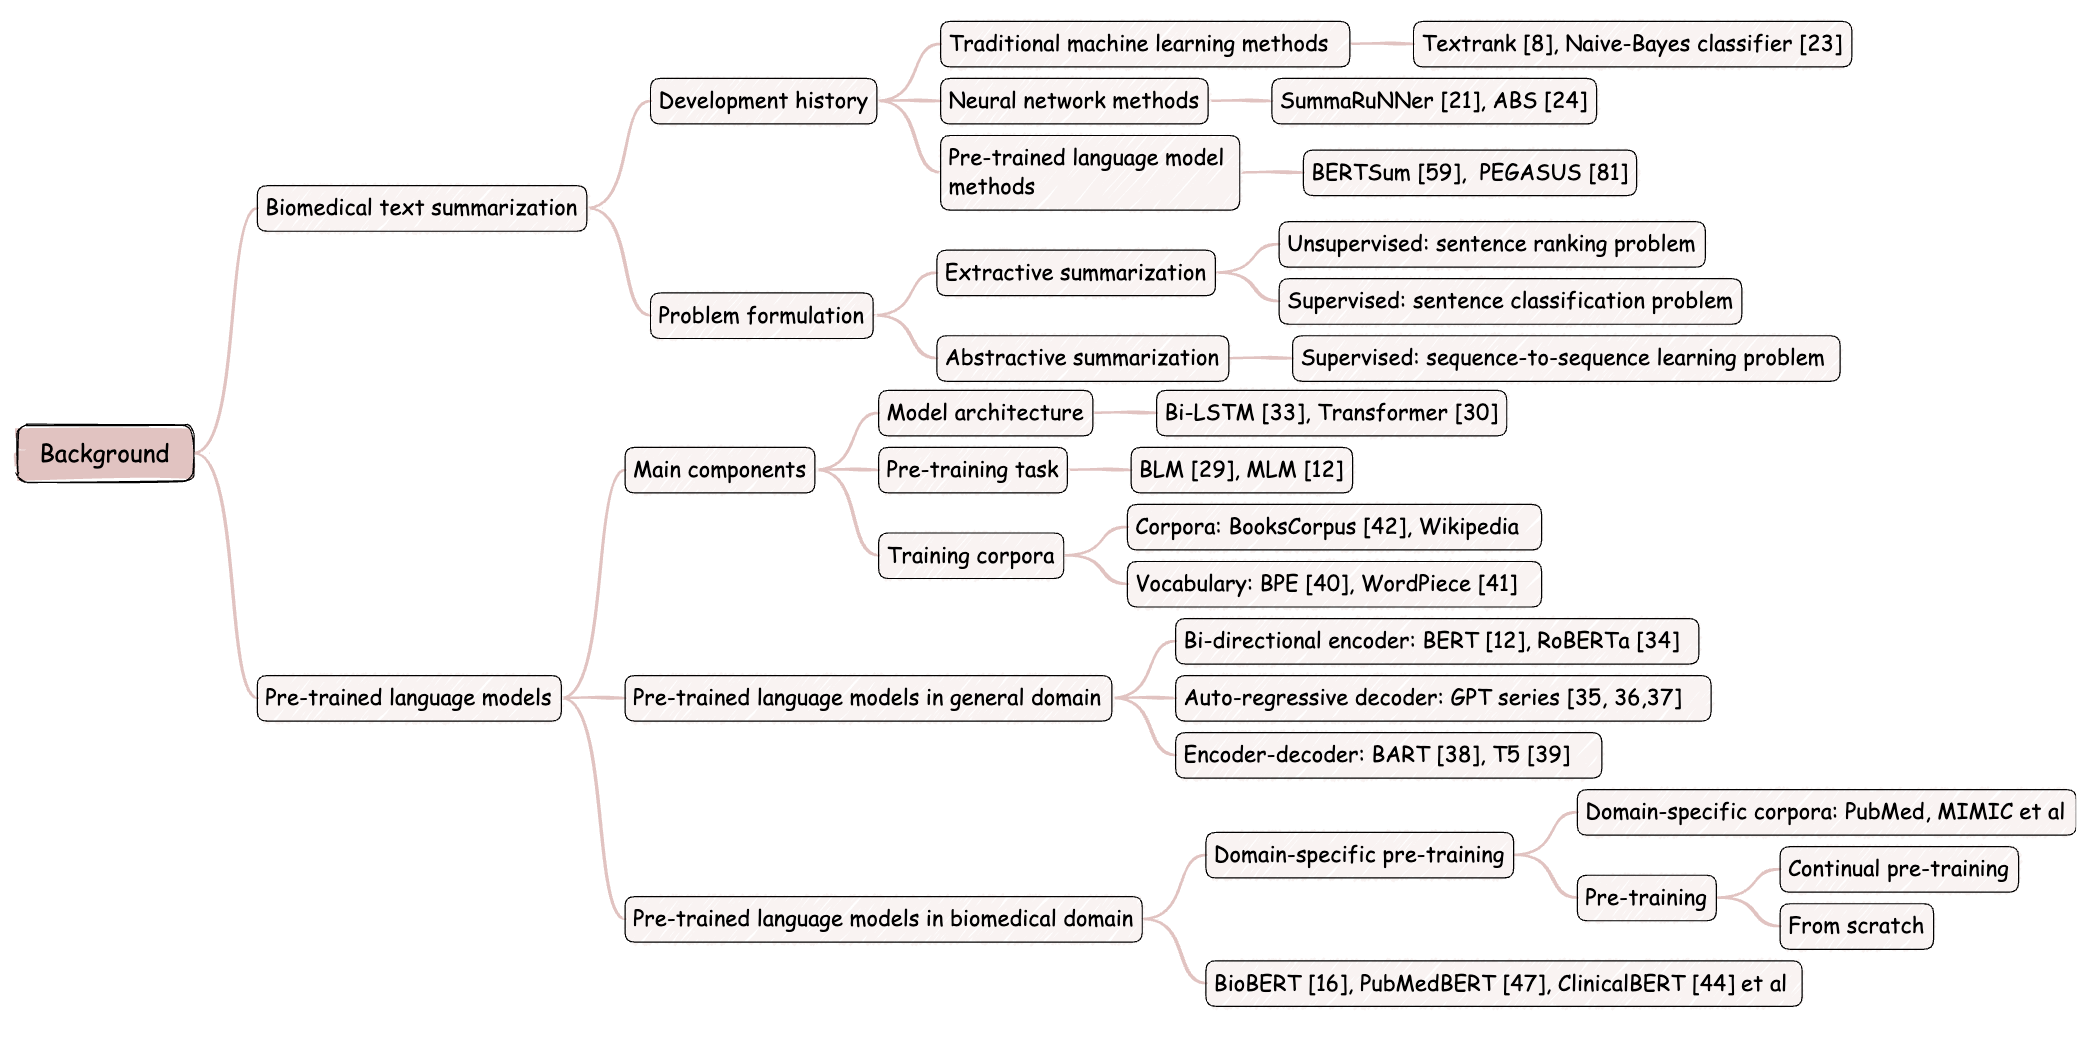 Traditional machine learning methods
Textrank [8], Naive-Bayes classifier [23]
Development history
Neural network methods
SummaRuNNer [21], ABS [24]
Pre-trained language model
methods
BERTSum [59], PEGASUS [81]
Biomedical text summarization
Unsupervised: sentence ranking problem
Extractive summarization
Supervised: sentence classification problem
Problem formulation
Abstractive summarization
Supervised: sequence-to-sequence learning problem
Background
Model architecture
Bi-LSTM [33], Transformer [30]
Main components
Pre-training task
BLM [29], MLM [12]
Corpora: BooksCorpus [42], Wikipedia
Training corpora
Vocabulary: BPE [40], WordPiece [41]
Bi-directional encoder: BERT [12], RoBERTa [34]
Pre-trained language models
Pre-trained language models in general domain
Auto-regressive decoder: GPT series [35, 36,37]
Encoder-decoder: BART [38], T5 [39]
Domain-specific corpora: PubMed, MIMIC et al
Domain-specific pre-training
Continual pre-training
Pre-training
From scratch
Pre-trained language models in biomedical domain
BioBERT [16], PubMedBERT [47], ClinicalBERT [44] et al